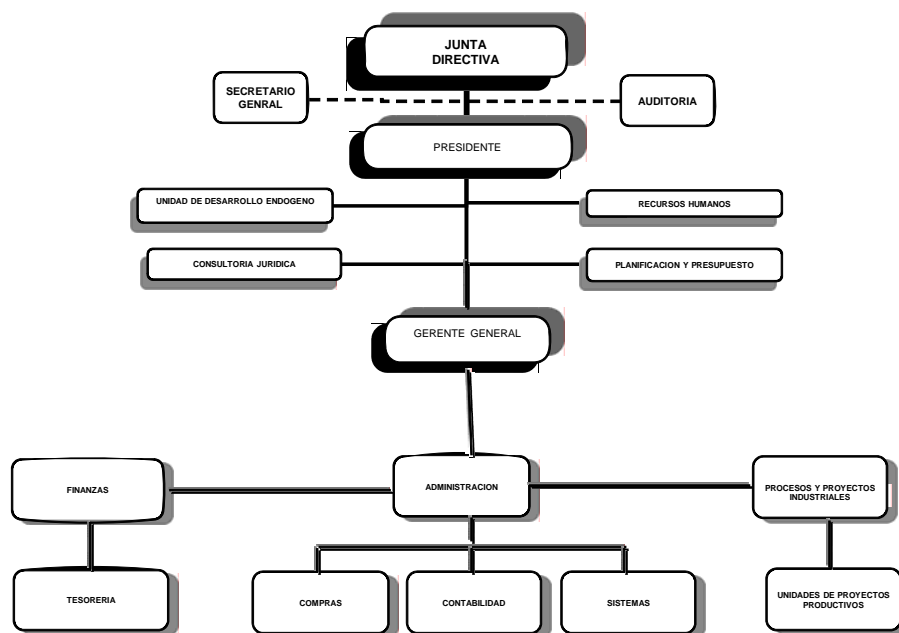 JUNTA
DIRECTIVA
SECRETARIO
GENRAL
AUDITORIA
PRESIDENTE
UNIDAD DE DESARROLLO ENDOGENO
RECURSOS HUMANOS
CONSULTORIA JURIDICA
PLANIFICACION Y PRESUPUESTO
GERENTE GENERAL
FINANZAS
ADMINISTRACION
PROCESOS Y PROYECTOS
INDUSTRIALES
TESORERIA
COMPRAS
CONTABILIDAD
SISTEMAS
UNIDADES DE PROYECTOS
PRODUCTIVOS